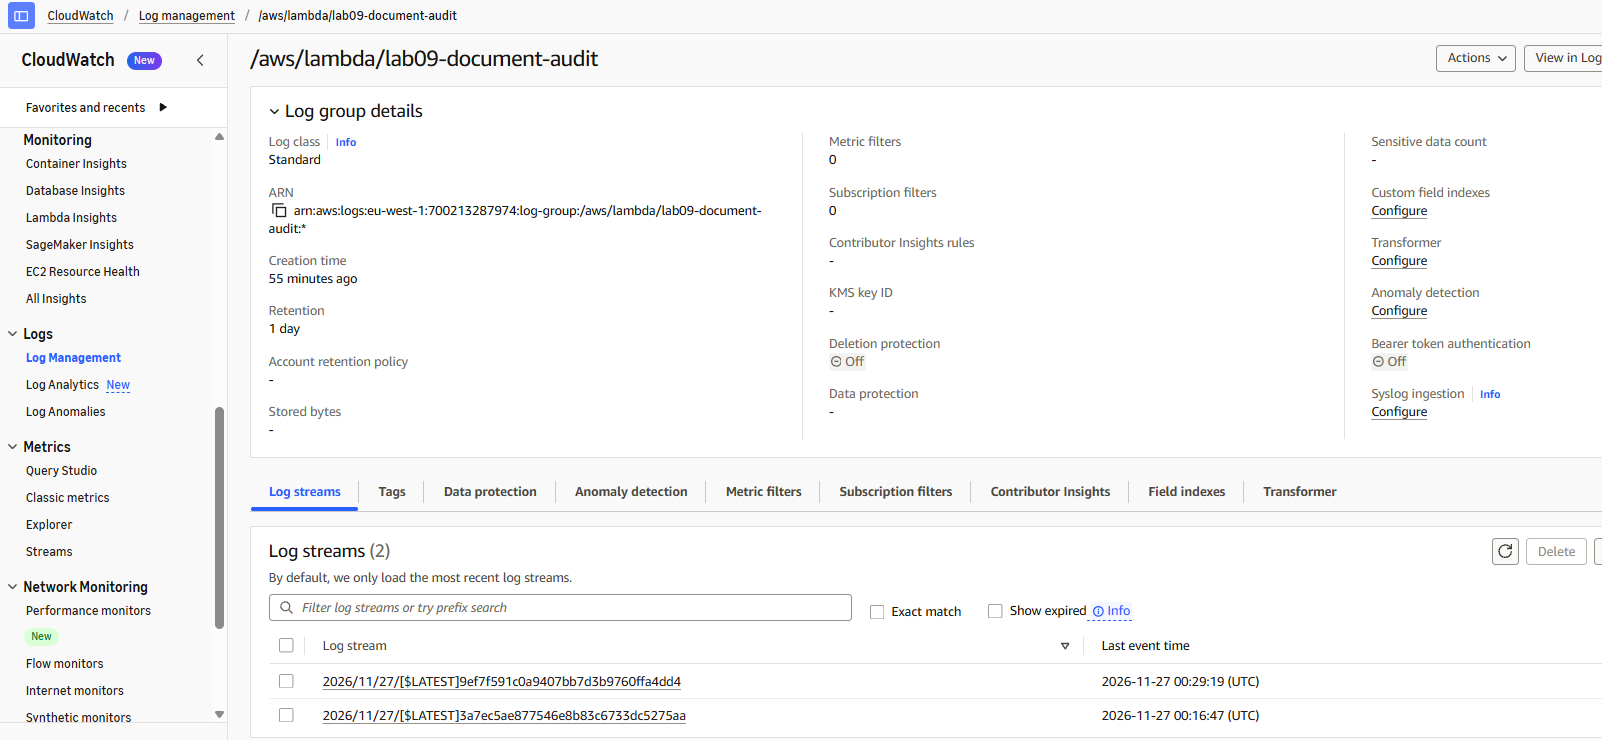 CloudWatch / Log management / /aws/lambda/lab09-document-audit
CloudWatch New
Favorites and recents
Monitoring
Container Insights
Database Insights
Lambda Insights
SageMaker Insights
EC2 Resource Health
All Insights
Logs
Log Management
Log Analytics New
Log Anomalies
Metrics
Query Studio
Classic metrics
Explorer
Streams
Network Monitoring
Performance monitors
New
Flow monitors
Internet monitors
Synthetic monitors
/aws/lambda/lab09-document-audit
Actions
View in Log
Log group details
Log class Info
Standard
ARN
arn:aws:logs:eu-west-1:700213287974:log-group:/aws/lambda/lab09-document-
audit:*
Creation time
55 minutes ago
Retention
1 day
Account retention policy
-
Stored bytes
-
Metric filters
0
Subscription filters
0
Contributor Insights rules
-
KMS key ID
-
Deletion protection
Off
Data protection
-
Sensitive data count
-
Custom field indexes
Configure
Transformer
Configure
Anomaly detection
Configure
Bearer token authentication
Off
Syslog ingestion Info
Configure
Log streams
Tags
Data protection
Anomaly detection
Metric filters
Subscription filters
Contributor Insights
Field indexes
Transformer
Log streams (2)
Delete
By default, we only load the most recent log streams.
Filter log streams or try prefix search
Exact match
Show expired Info
Log stream Last event time
2026/11/27/[$LATEST]9ef7f591c0a9407bb7d3b9760ffa4dd4 2026-11-27 00:29:19 (UTC)
2026/11/27/[$LATEST]3a7ec5ae877546e8b83c6733dc5275aa 2026-11-27 00:16:47 (UTC)